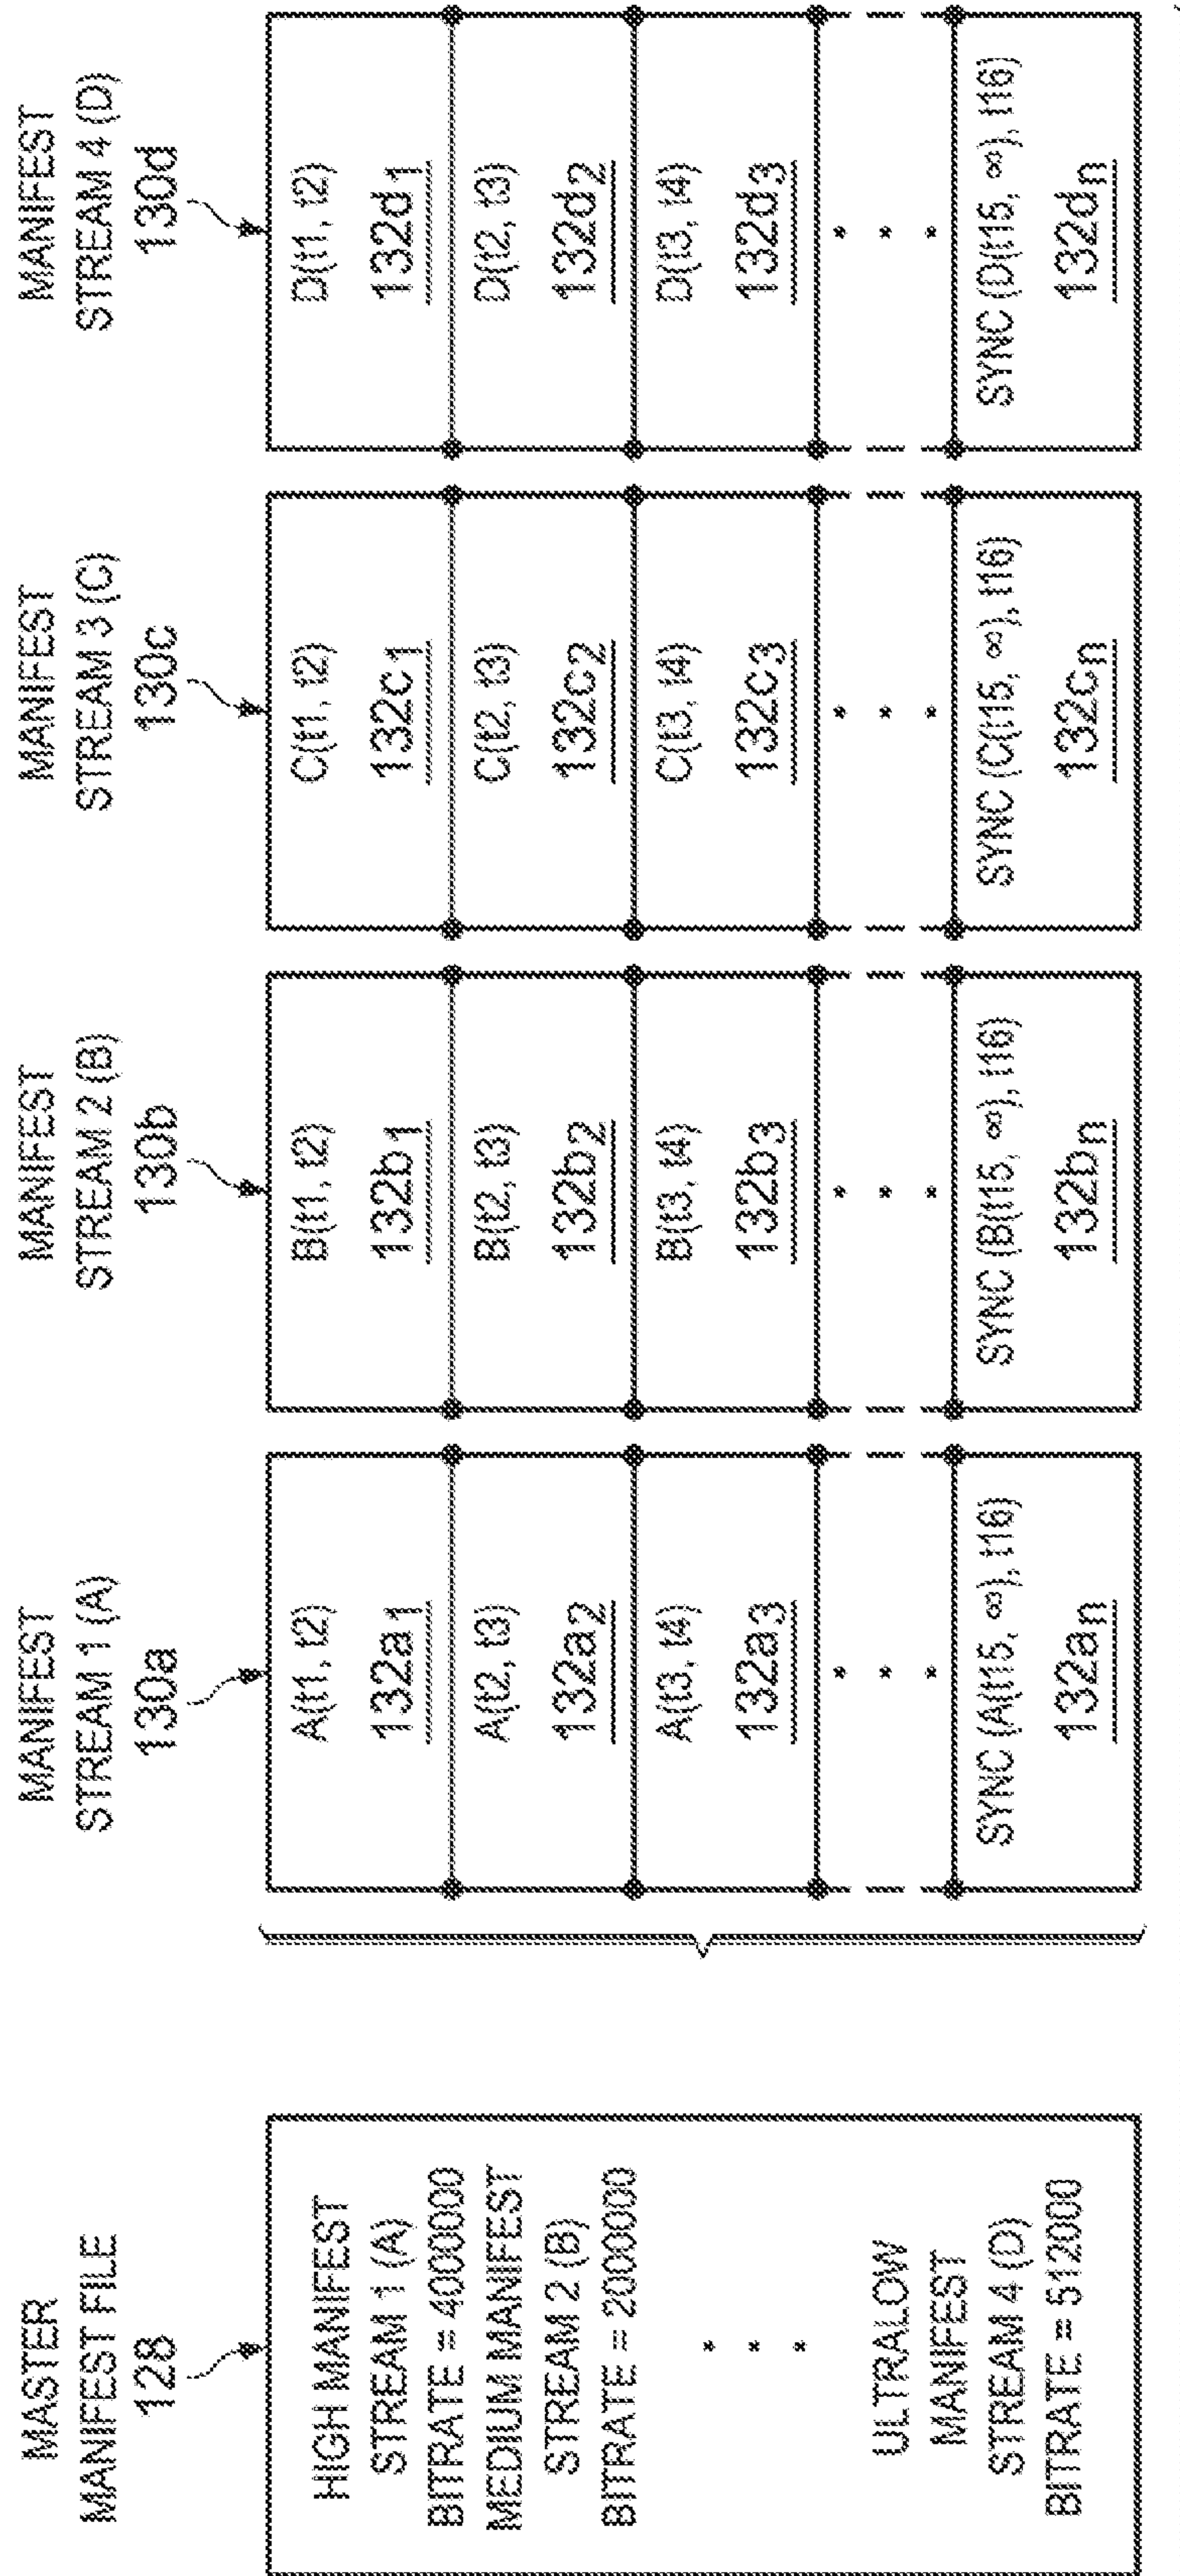 MASTER
MANIFEST FILE
128
HIGH MANIFEST
STREAM 1 (A)
BITRATE = 4000000
MEDIUM MANIFEST
STREAM 2 (B)
BITRATE = 2000000
ULTRALOW
MANIFEST
STREAM 4 (D)
BITRATE = 512000
MANIFEST
STREAM 1 (A)
130a
A(t1, t2)
132a1
A(t2, t3)
132a2
A(t3, t4)
132a3
SYNC (A(t15, ∞), t16)
132an
MANIFEST
STREAM 2 (B)
130b
B(t1, t2)
132b1
B(t2, t3)
132b2
B(t3, t4)
132b3
SYNC (B(t15, ∞), t16)
132bn
MANIFEST
STREAM 3 (C)
130c
C(t1, t2)
132c1
C(t2, t3)
132c2
C(t3, t4)
132c3
SYNC (C(t15, ∞), t16)
132cn
MANIFEST
STREAM 4 (D)
130d
D(t1, t2)
132d1
D(t2, t3)
132d2
D(t3, t4)
132d3
SYNC (D(t15, ∞), t16)
132dn